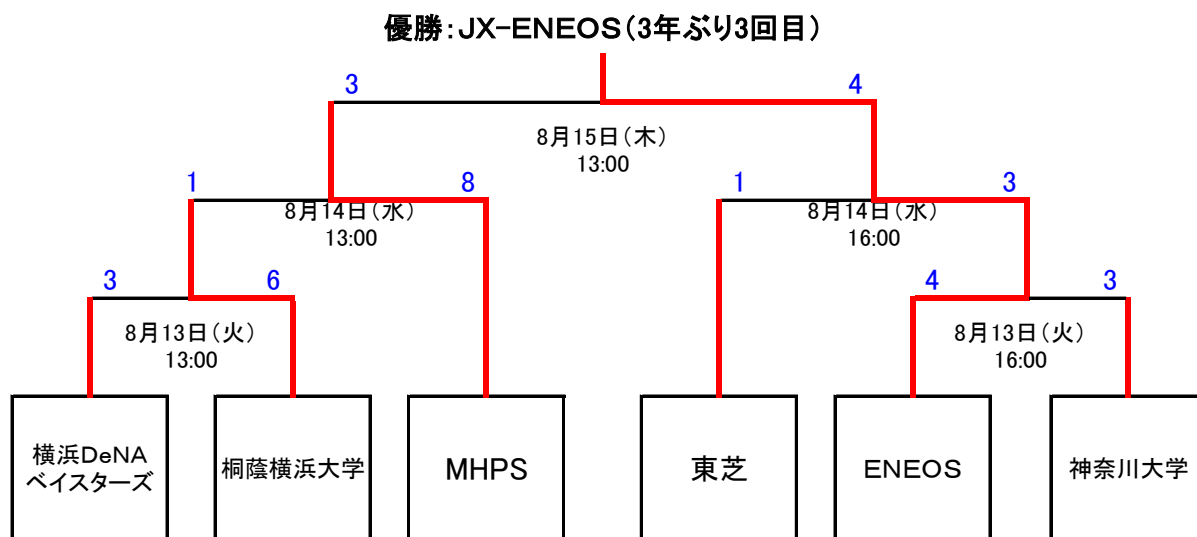 優勝：JX-ENEOS（3年ぶり3回目）
3
4
8月15日（木）
13:00
1
8
1
3
8月14日（水）
13:00
8月14日（水）
16:00
3
6
4
3
8月13日（火）
13:00
8月13日（火）
16:00
横浜DeNA
ベイスターズ
桐蔭横浜大学
MHPS
東芝
ENEOS
神奈川大学